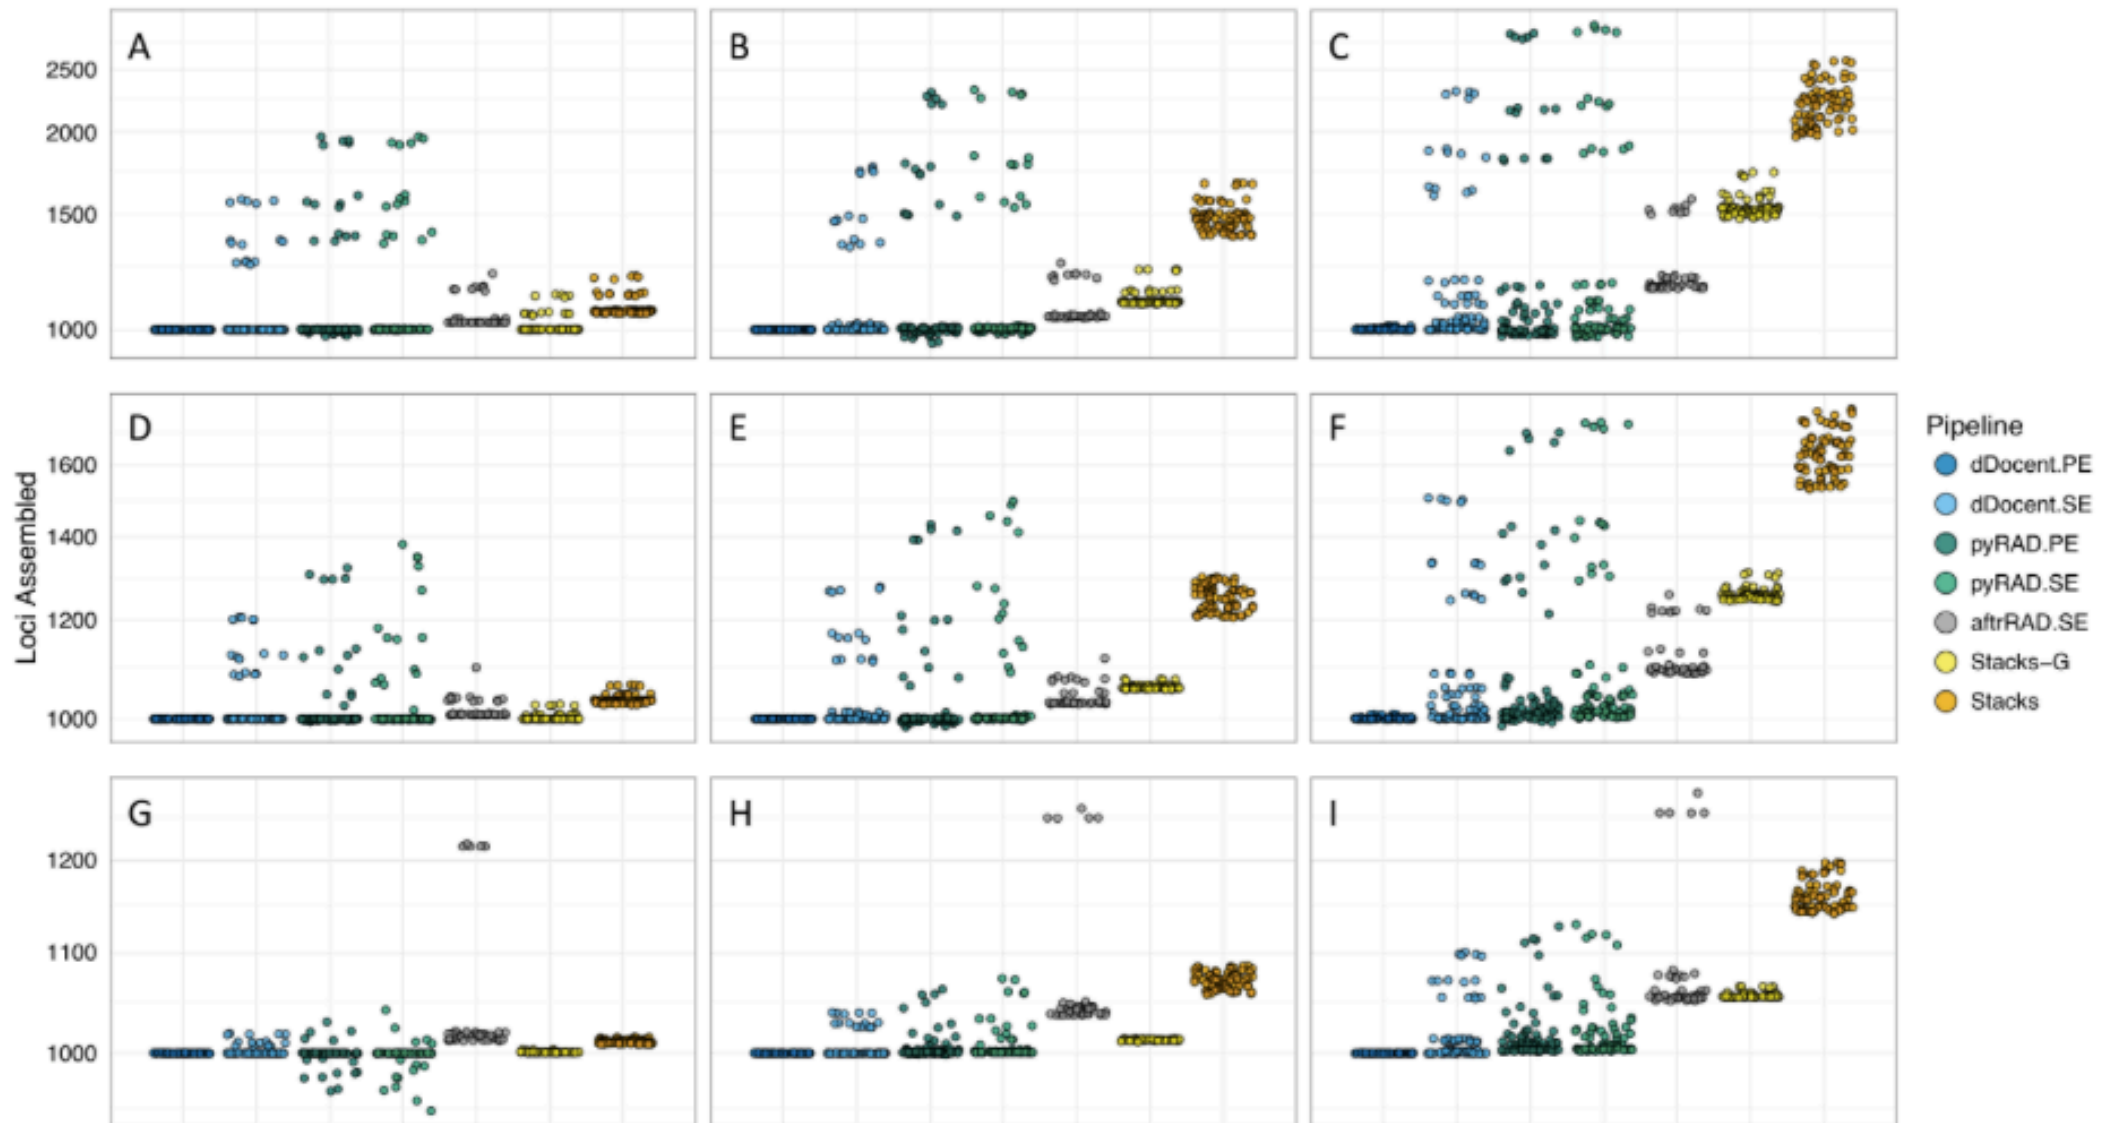 A
B
C
2500
2000
1500
1000
D
E
F
1600
1400
1200
1000
Loci Assembled
Pipeline
dDocent.PE
dDocent.SE
pyRAD.PE
pyRAD.SE
aftrRAD.SE
Stacks-G
Stacks
G
H
I
1200
1100
1000